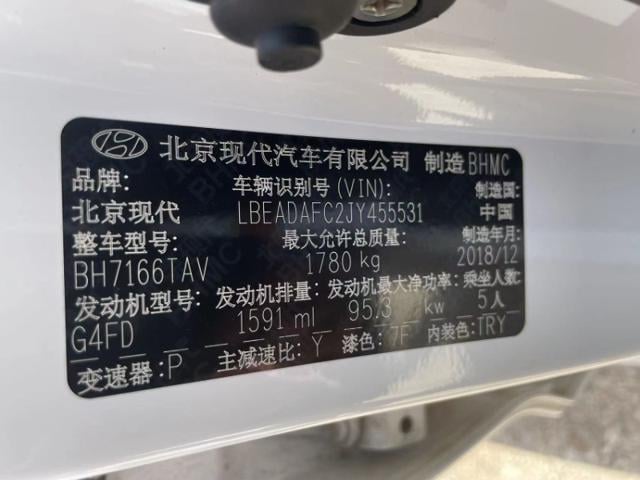 北京现代汽车有限公司 制造 BHMC
品牌: 车辆识别号 (VIN): 制造国:
北京现代 LBEADAFC2JY455531 中国
整车型号: 最大允许总质量: 制造年月:
BH7166TAV 1780 kg 2018/12
发动机型号: 发动机排量: 发动机最大净功率: 乘坐人数:
G4FD 1591 ml 95.3 kw 5人
变速器: P 主减速比: Y 漆色: 7F 内装色: TRY